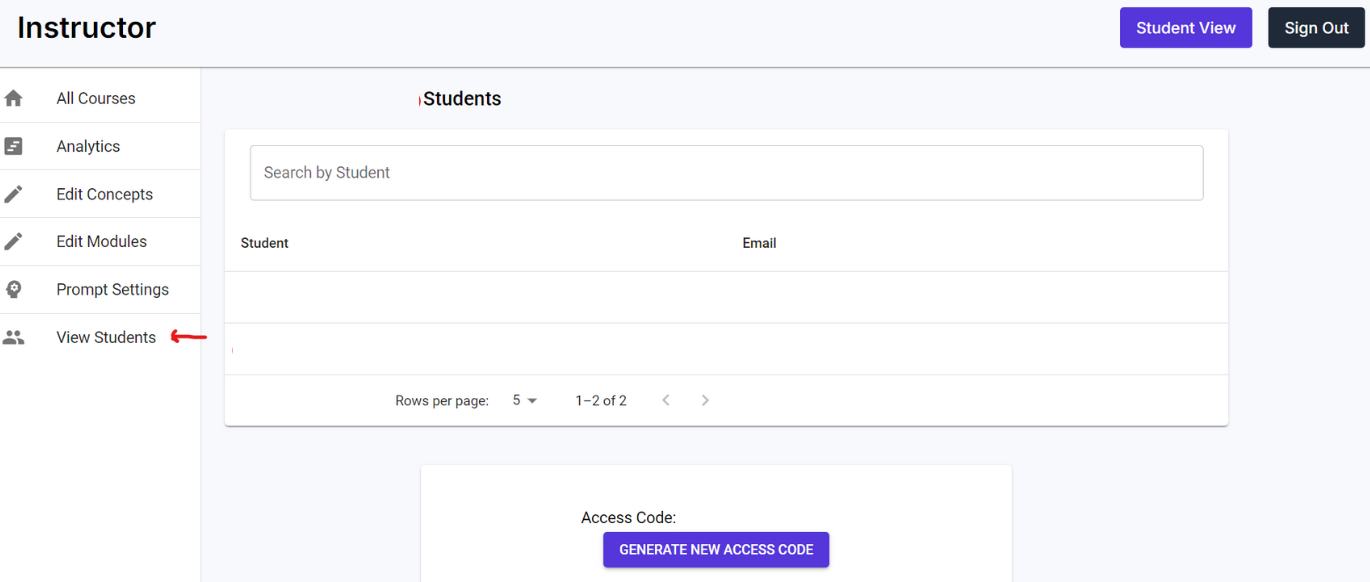 Instructor
Student View
Sign Out
All Courses
Analytics
Edit Concepts
Edit Modules
Prompt Settings
View Students
Students
Search by Student
Student Email
Rows per page: 5 1–2 of 2
Access Code:
GENERATE NEW ACCESS CODE